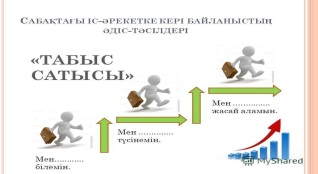 Сабақтағы іс-әрекетке кері байланыстың
әдіс-тәсілдері
«ТАБЫС
САТЫСЫ»
Мен...............
жасай аламын.
Мен ..............
түсінемін.
Мен............
білемін.
MyShared